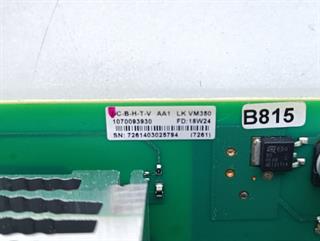 C-B-H-T-V AA1 LK VM350
1070093930 FD: 18W24
SN: 7261403025794 (7261)
B815